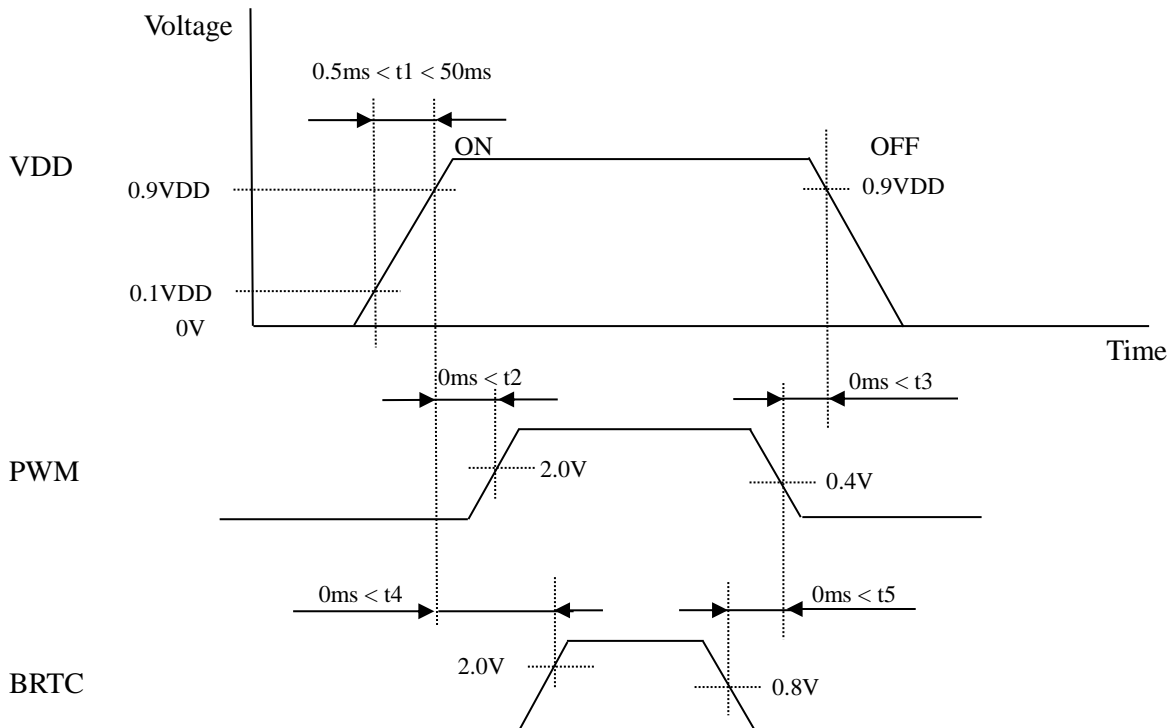 Voltage
0.5ms < t1 < 50ms
ON
OFF
VDD
0.9VDD
0.9VDD
0.1VDD
0V
Time
0ms < t2
0ms < t3
PWM
2.0V
0.4V
0ms < t4
0ms < t5
2.0V
0.8V
BRTC